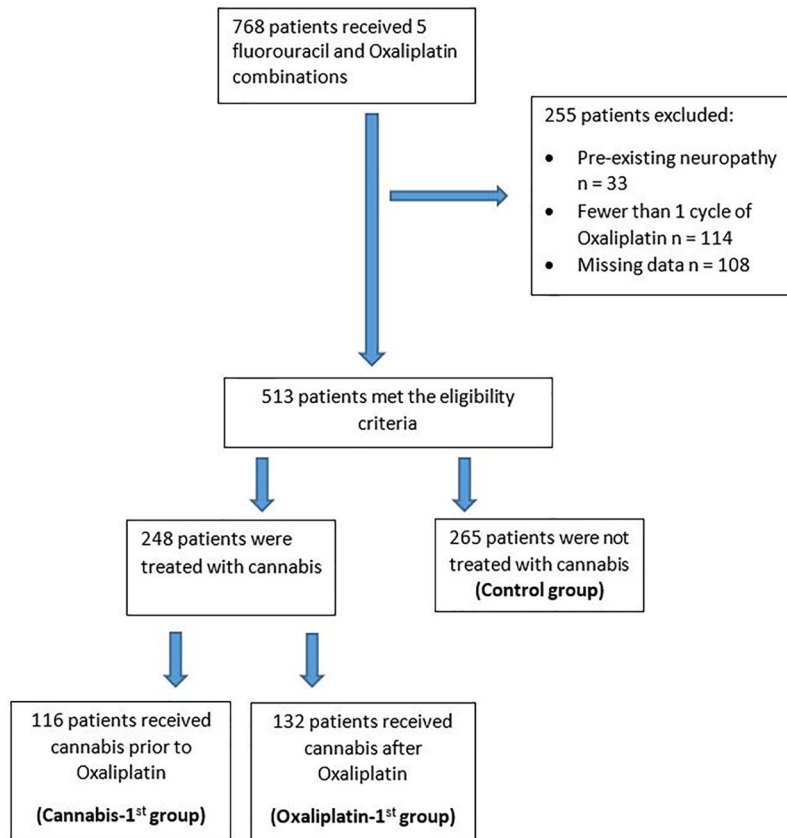 768 patients received 5
fluorouracil and Oxaliplatin
combinations
255 patients excluded:
• Pre-existing neuropathy
n = 33
• Fewer than 1 cycle of
Oxaliplatin n = 114
• Missing data n = 108
513 patients met the eligibility
criteria
248 patients were
treated with cannabis
265 patients were not
treated with cannabis
(Control group)
116 patients received
cannabis prior to
Oxaliplatin
(Cannabis-1st group)
132 patients received
cannabis after
Oxaliplatin
(Oxaliplatin-1st group)